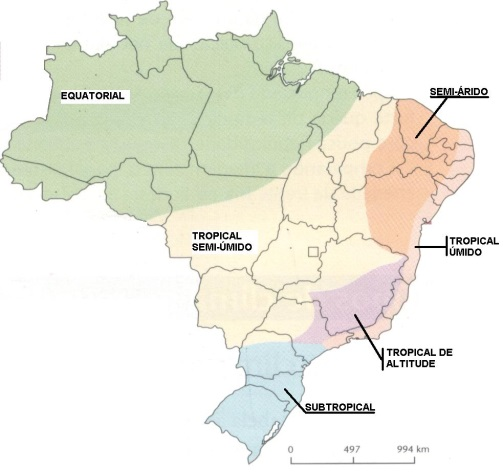 EQUATORIAL
SEMI-ÁRIDO
TROPICAL
SEMI-ÚMIDO
TROPICAL
ÚMIDO
TROPICAL DE
ALTITUDE
SUBTROPICAL
0 497 994 km